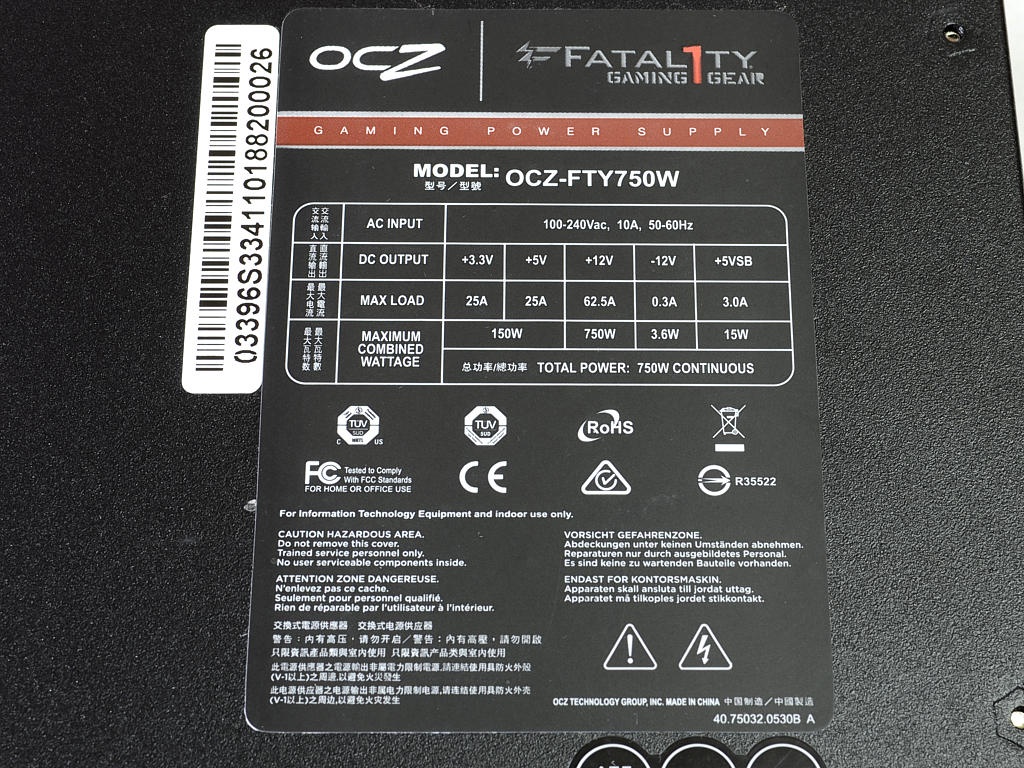 03396S33411018820026
OCZ
FATAL1TY
GAMING GEAR
GAMING POWER SUPPLY
MODEL: OCZ-FTY750W
型号／型號
交流输入 交流輸入 AC INPUT 100-240Vac, 10A, 50-60Hz
直流输出 直流輸出 DC OUTPUT +3.3V +5V +12V -12V +5VSB
最大电流 最大電流 MAX LOAD 25A 25A 62.5A 0.3A 3.0A
最大瓦特数 最大瓦特數 MAXIMUM COMBINED WATTAGE 150W 750W 3.6W 15W
总功率/總功率 TOTAL POWER: 750W CONTINUOUS
TÜV SUD NRTL C US
TÜV SUD
RoHS
FC Tested to Comply
With FCC Standards
FOR HOME OR OFFICE USE
CE
R35522
For Information Technology Equipment and indoor use only.
CAUTION HAZARDOUS AREA.
Do not remove this cover.
Trained service personnel only.
No user serviceable components inside.
ATTENTION ZONE DANGEREUSE.
N'enlevez pas ce cache.
Seulement pour personnel qualifié.
Rien de réparable par l'utilisateur à l'intérieur.
VORSICHT GEFAHRENZONE.
Abdeckungen unter keinen Umständen abnehmen.
Reparaturen nur durch ausgebildetes Personal.
Es sind keine zu wartenden Bauteile vorhanden.
ENDAST FOR KONTORSMASKIN.
Apparaten skall ansluta till jordat uttag.
Apparatet må tilkoples jordet stikkontakt.
交換式電源供應器 交换式电源供应器
警告：内有高压，请勿开启／警告：內有高壓，請勿開啟
只限資訊產品類與室內使用 只限资讯产品类与室内使用
此電源供應器之電源輸出非屬電力限制電源,請連結使用具防火外殼
(V-1以上)之周邊,以避免火災發生
此电源供应器之电源输出非属电力限制电源,请连结使用具防火外壳
(V-1以上)之周边,以避免火灾发生
OCZ TECHNOLOGY GROUP, INC. MADE IN CHINA 中国制造／中國製造
40.75032.0530B A